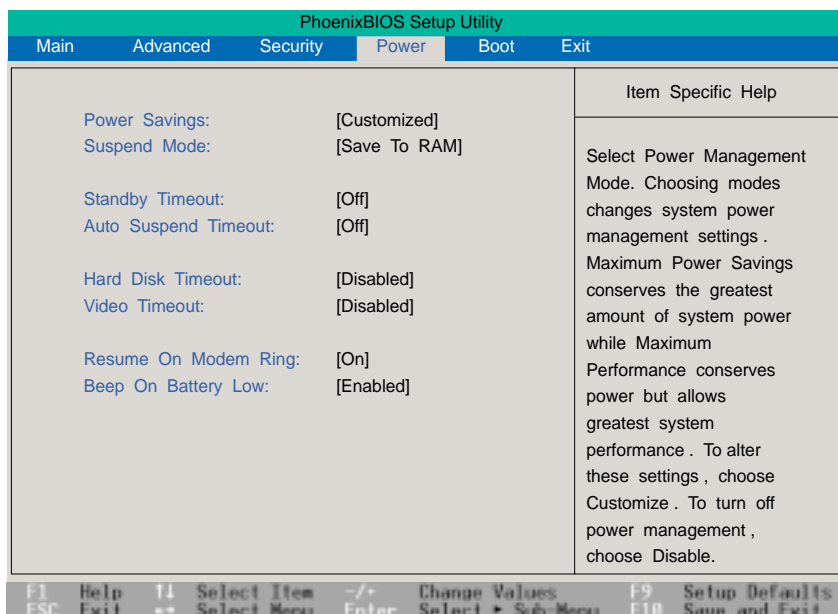 PhoenixBIOS Setup Utility
Main Advanced Security Power Boot Exit
Power Savings: [Customized]
Suspend Mode: [Save To RAM]
Standby Timeout: [Off]
Auto Suspend Timeout: [Off]
Hard Disk Timeout: [Disabled]
Video Timeout: [Disabled]
Resume On Modem Ring: [On]
Beep On Battery Low: [Enabled]
Item Specific Help
Select Power Management
Mode. Choosing modes
changes system power
management settings .
Maximum Power Savings
conserves the greatest
amount of system power
while Maximum
Performance conserves
power but allows
greatest system
performance . To alter
these settings , choose
Customize . To turn off
power management ,
choose Disable.
F1 Help ↑↓ Select Item -/+ Change Values F9 Setup Defaults
ESC Exit ←→ Select Menu Enter Select ▸ Sub-Menu F10 Save and Exit